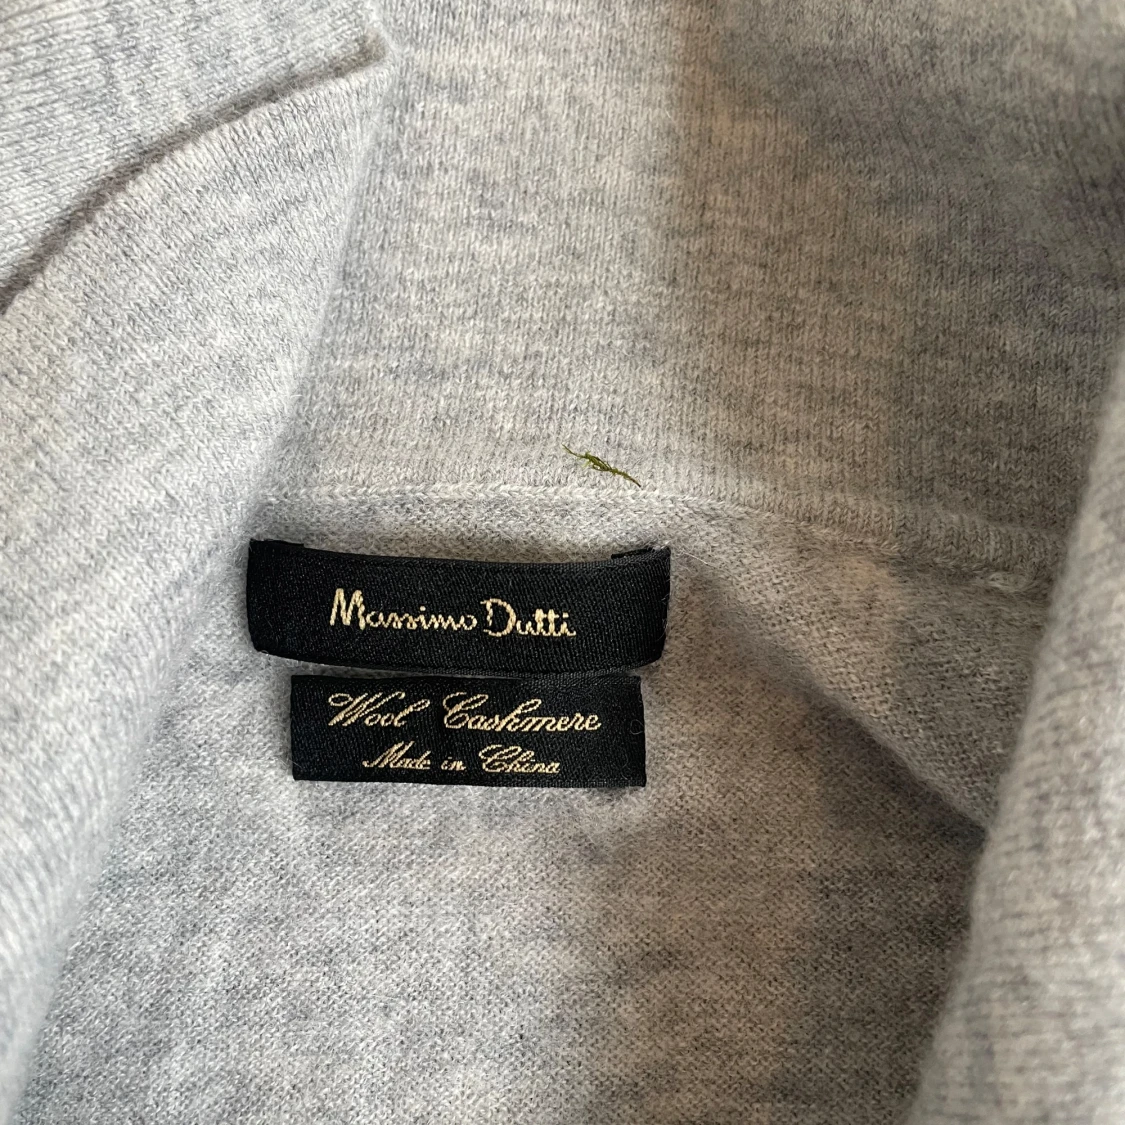 Massimo Dutti
Wool Cashmere
Made in China